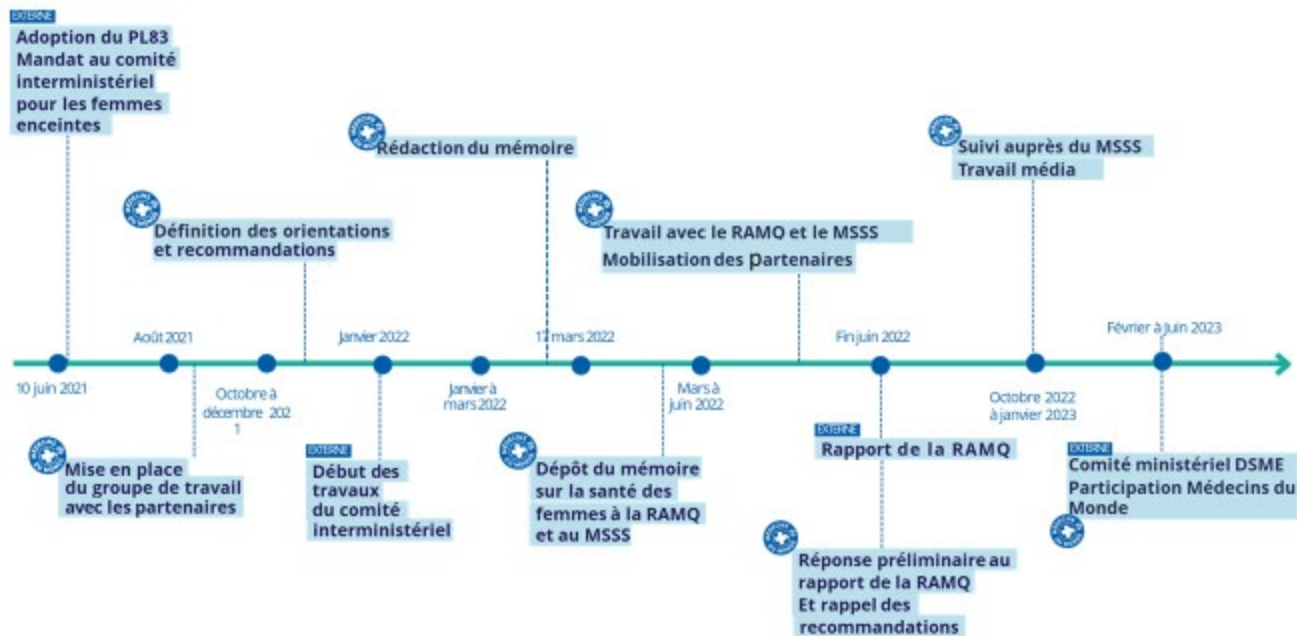 EXTERNE
Adoption du PL83
Mandat au comité
interministériel
pour les femmes
enceintes
Rédaction du mémoire
Suivi auprès du MSSS
Travail média
Définition des orientations
et recommandations
Travail avec le RAMQ et le MSSS
Mobilisation des partenaires
Août 2021
Janvier 2022
17 mars 2022
Fin juin 2022
Février à Juin 2023
10 juin 2021
Octobre à
décembre 202
1
Janvier à
mars 2022
Mars à
juin 2022
Octobre 2022
à janvier 2023
Mise en place
du groupe de travail
avec les partenaires
EXTERNE
Début des
travaux
du comité
interministériel
Dépôt du mémoire
sur la santé des
femmes à la RAMQ
et au MSSS
EXTERNE
Rapport de la RAMQ
Réponse préliminaire au
rapport de la RAMQ
Et rappel des
recommandations
EXTERNE
Comité ministériel DSME
Participation Médecins du
Monde